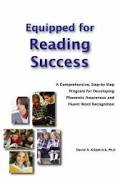 Equipped for
Reading
Success
A Comprehensive, Step-by-Step
Program for Developing
Phonemic Awareness and
Fluent Word Recognition
David A. Kilpatrick, Ph.D.